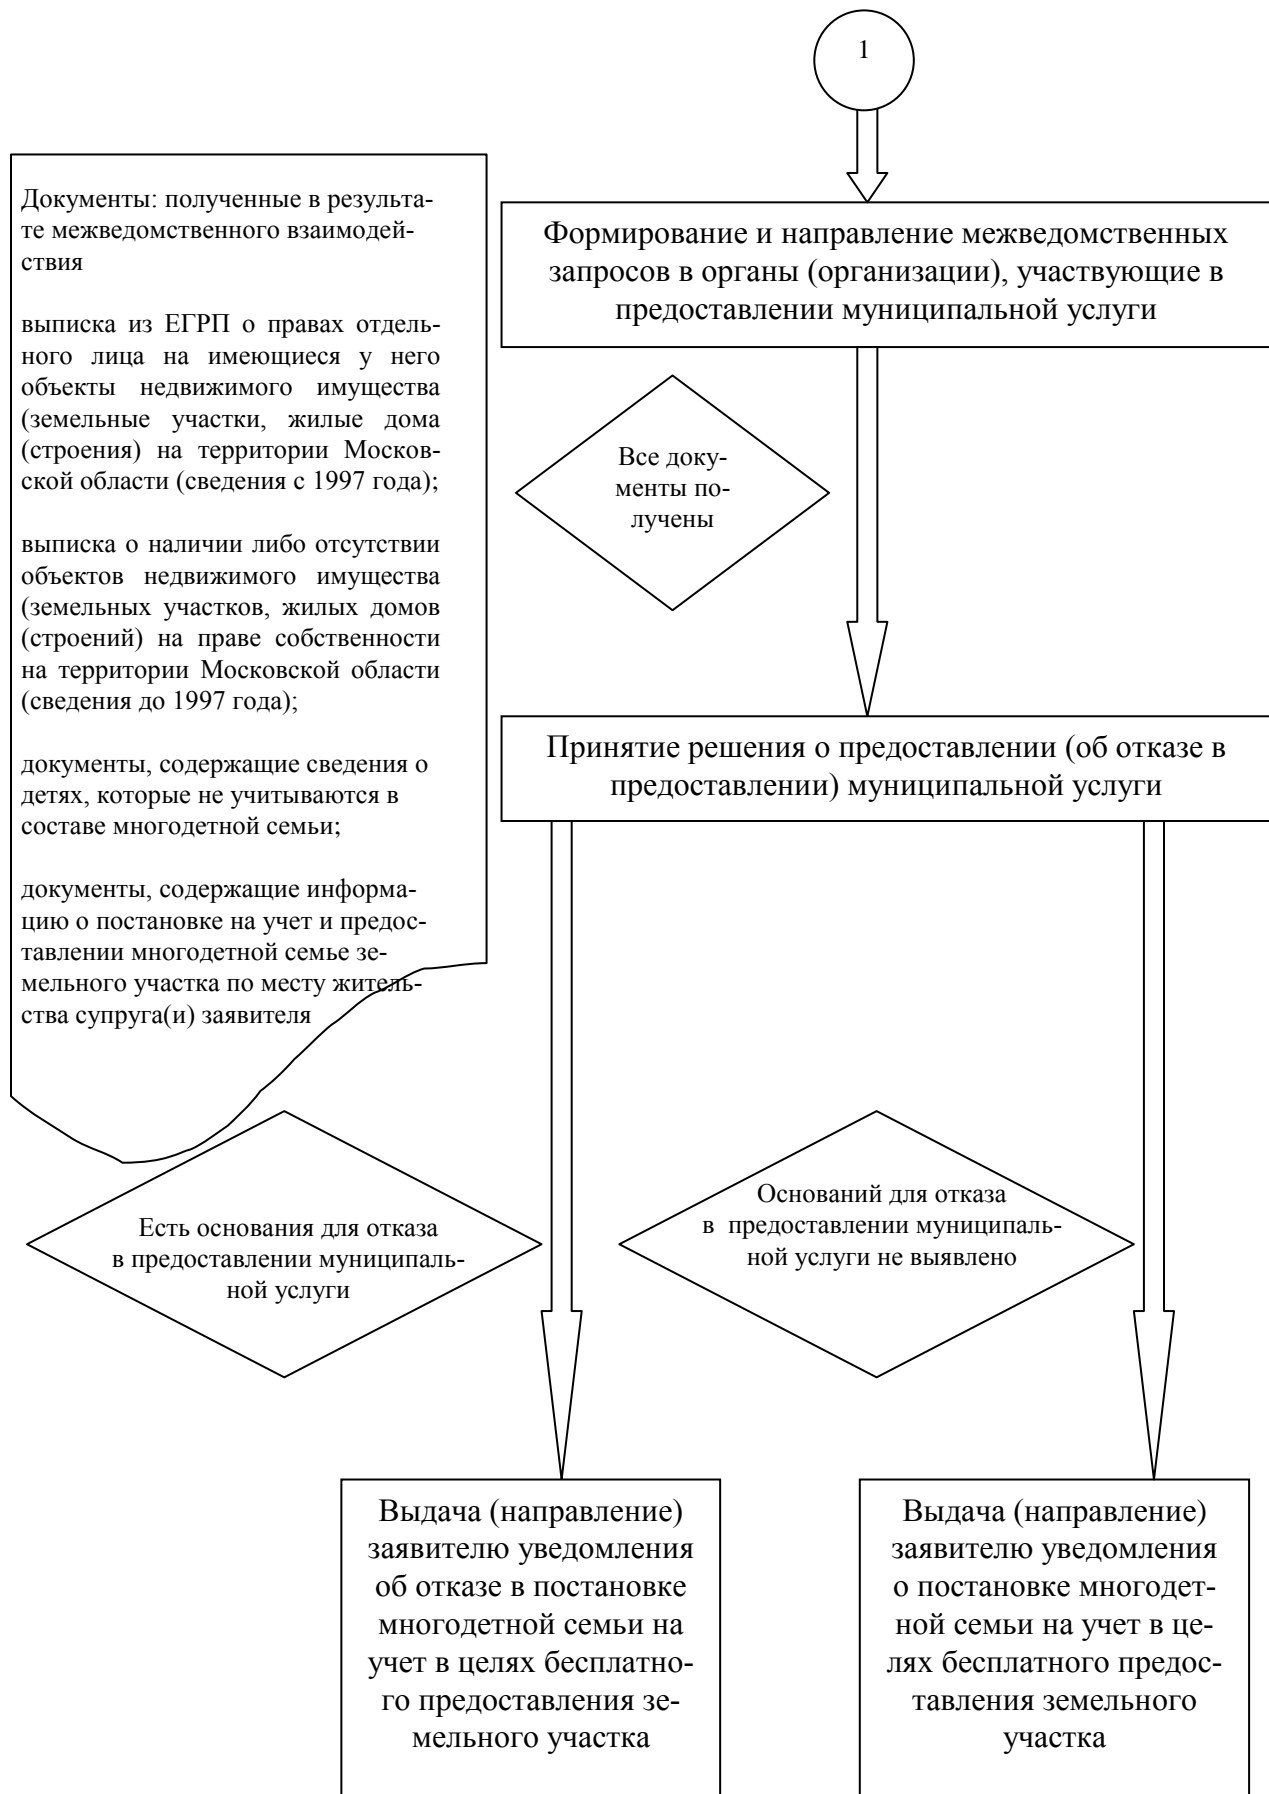 1
Документы: полученные в результа-
те межведомственного взаимодей-
ствия
выписка из ЕГРП о правах отдель-
ного лица на имеющиеся у него
объекты недвижимого имущества
(земельные участки, жилые дома
(строения) на территории Москов-
ской области (сведения с 1997 года);
выписка о наличии либо отсутствии
объектов недвижимого имущества
(земельных участков, жилых домов
(строений) на праве собственности
на территории Московской области
(сведения до 1997 года);
документы, содержащие сведения о
детях, которые не учитываются в
составе многодетной семьи;
документы, содержащие информа-
цию о постановке на учет и предос-
тавлении многодетной семье зе-
мельного участка по месту житель-
ства супруга(и) заявителя
Формирование и направление межведомственных
запросов в органы (организации), участвующие в
предоставлении муниципальной услуги
Все доку-
менты по-
лучены
Принятие решения о предоставлении (об отказе в
предоставлении) муниципальной услуги
Есть основания для отказа
в предоставлении муниципаль-
ной услуги
Оснований для отказа
в предоставлении муниципаль-
ной услуги не выявлено
Выдача (направление)
заявителю уведомления
об отказе в постановке
многодетной семьи на
учет в целях бесплатно-
го предоставления зе-
мельного участка
Выдача (направление)
заявителю уведомления
о постановке многодет-
ной семьи на учет в це-
лях бесплатного предос-
тавления земельного
участка